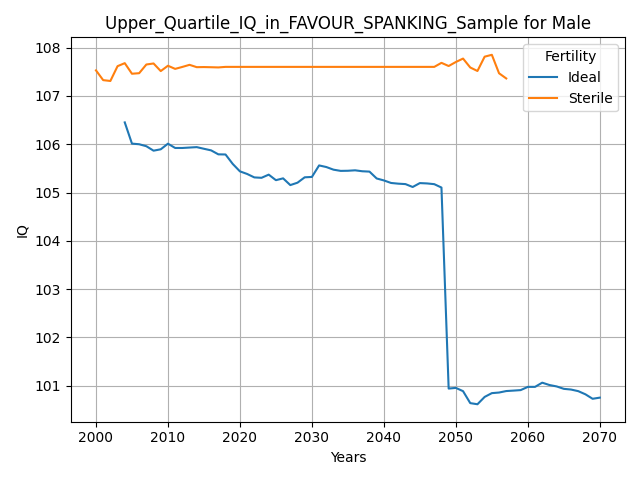 Upper_Quartile_IQ_in_FAVOUR_SPANKING_Sample for Male
Fertility
Ideal
Sterile
108
107
106
105
104
103
102
101
IQ
2000 2010 2020 2030 2040 2050 2060 2070
Years